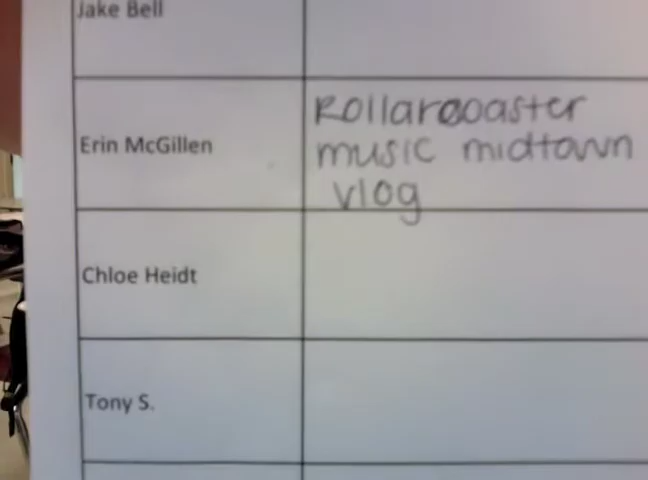 Jake Bell
Erin McGillen
Rollarcoaster
music midtown
vlog
Chloe Heidt
Tony S.